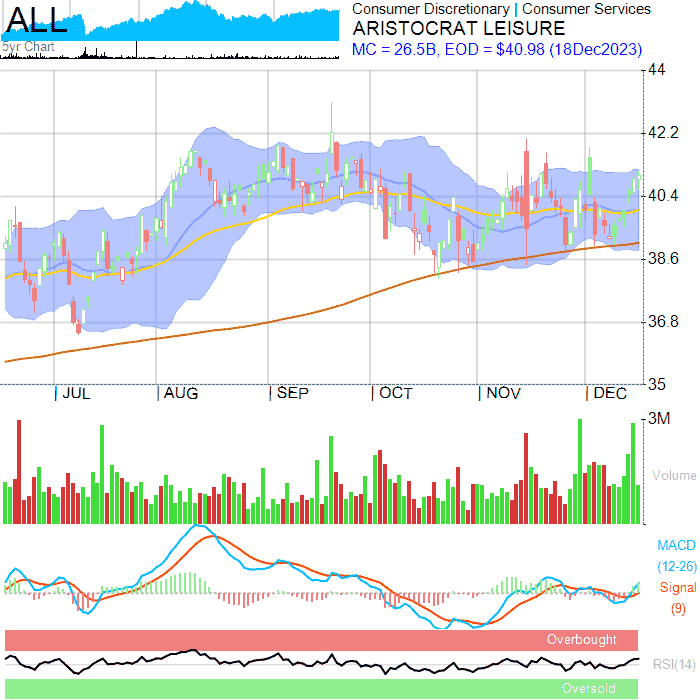 ALL
5yr Chart
Consumer Discretionary | Consumer Services
ARISTOCRAT LEISURE
MC = 26.5B, EOD = $40.98 (18Dec2023)
44
42.2
40.4
38.6
36.8
35
| JUL | AUG | SEP | OCT | NOV | DEC
3M
Volume
MACD
(12-26)
Signal
(9)
Overbought
RSI(14)
Oversold